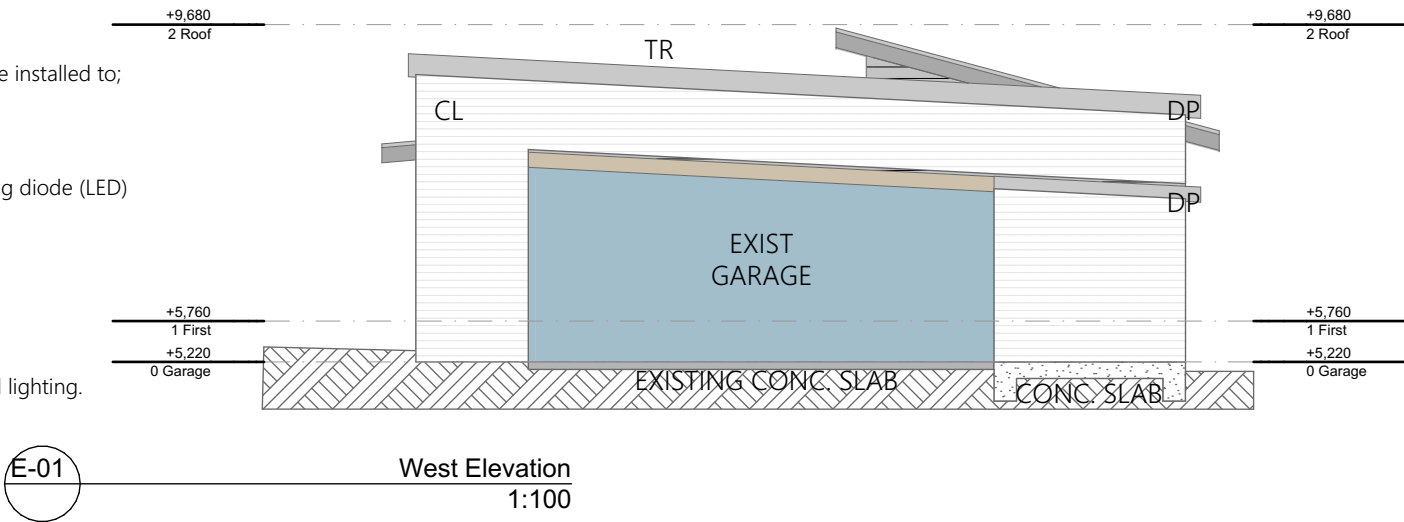 +9,680
2 Roof
+9,680
2 Roof
TR
e installed to;
CL
DP
g diode (LED)
DP
EXIST
GARAGE
+5,760
1 First
+5,760
1 First
+5,220
0 Garage
+5,220
0 Garage
EXISTING CONC. SLAB
CONC. SLAB
l lighting.
E-01
West Elevation
1:100